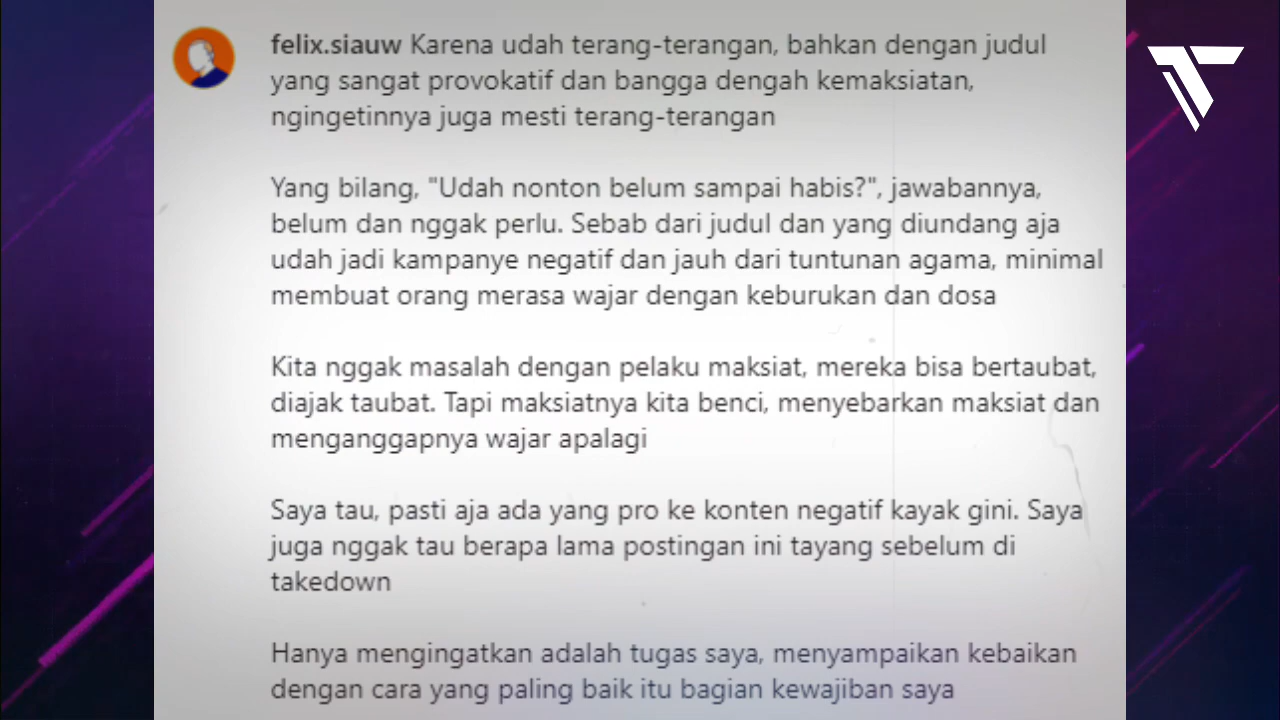 felix.siauw Karena udah terang-terangan, bahkan dengan judul
yang sangat provokatif dan bangga dengah kemaksiatan,
ngingetinnya juga mesti terang-terangan
Yang bilang, "Udah nonton belum sampai habis?", jawabannya,
belum dan nggak perlu. Sebab dari judul dan yang diundang aja
udah jadi kampanye negatif dan jauh dari tuntunan agama, minimal
membuat orang merasa wajar dengan keburukan dan dosa
Kita nggak masalah dengan pelaku maksiat, mereka bisa bertaubat,
diajak taubat. Tapi maksiatnya kita benci, menyebarkan maksiat dan
menganggapnya wajar apalagi
Saya tau, pasti aja ada yang pro ke konten negatif kayak gini. Saya
juga nggak tau berapa lama postingan ini tayang sebelum di
takedown
Hanya mengingatkan adalah tugas saya, menyampaikan kebaikan
dengan cara yang paling baik itu bagian kewajiban saya